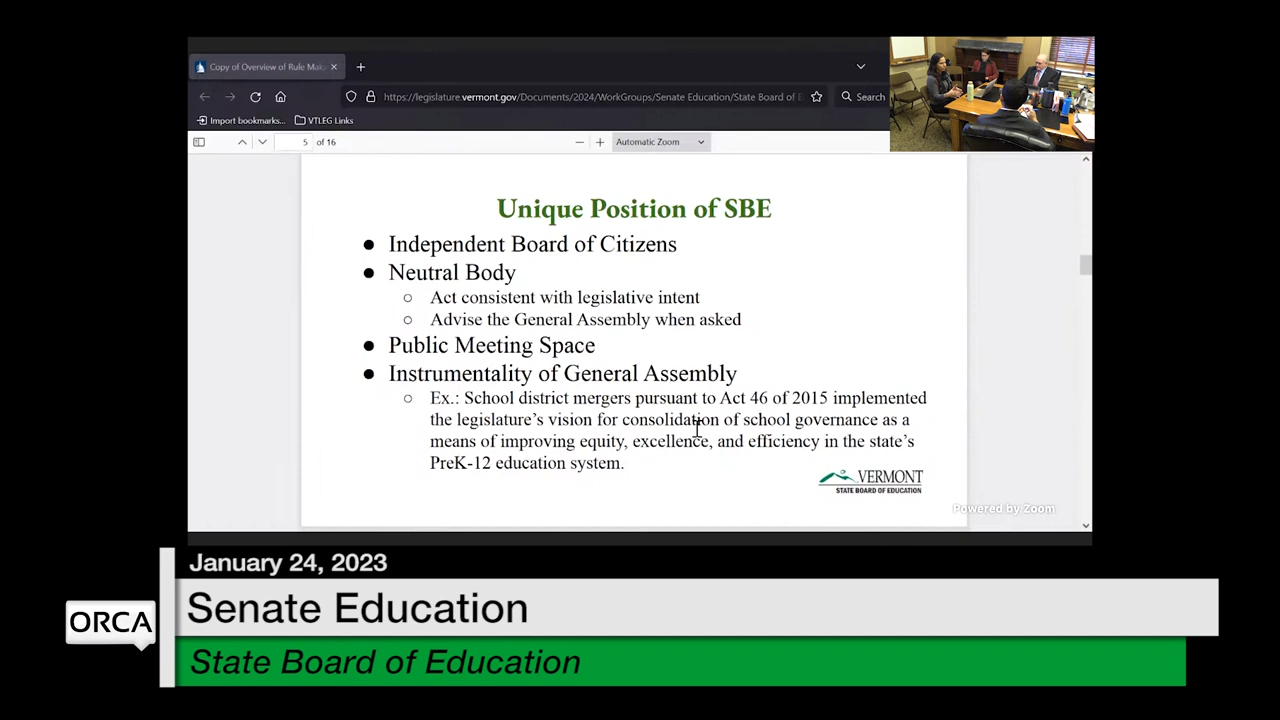 Copy of Overview of Rule Mak
https://legislature.vermont.gov/Documents/2024/WorkGroups/Senate Education/State Board of E
Search
Import bookmarks...
VTLEG Links
5 of 16
Automatic Zoom
Unique Position of SBE
● Independent Board of Citizens
● Neutral Body
○ Act consistent with legislative intent
○ Advise the General Assembly when asked
● Public Meeting Space
● Instrumentality of General Assembly
○ Ex.: School district mergers pursuant to Act 46 of 2015 implemented
the legislature's vision for consolidation of school governance as a
means of improving equity, excellence, and efficiency in the state's
PreK-12 education system.
VERMONT
STATE BOARD OF EDUCATION
Powered by Zoom
January 24, 2023
Senate Education
ORCA
State Board of Education